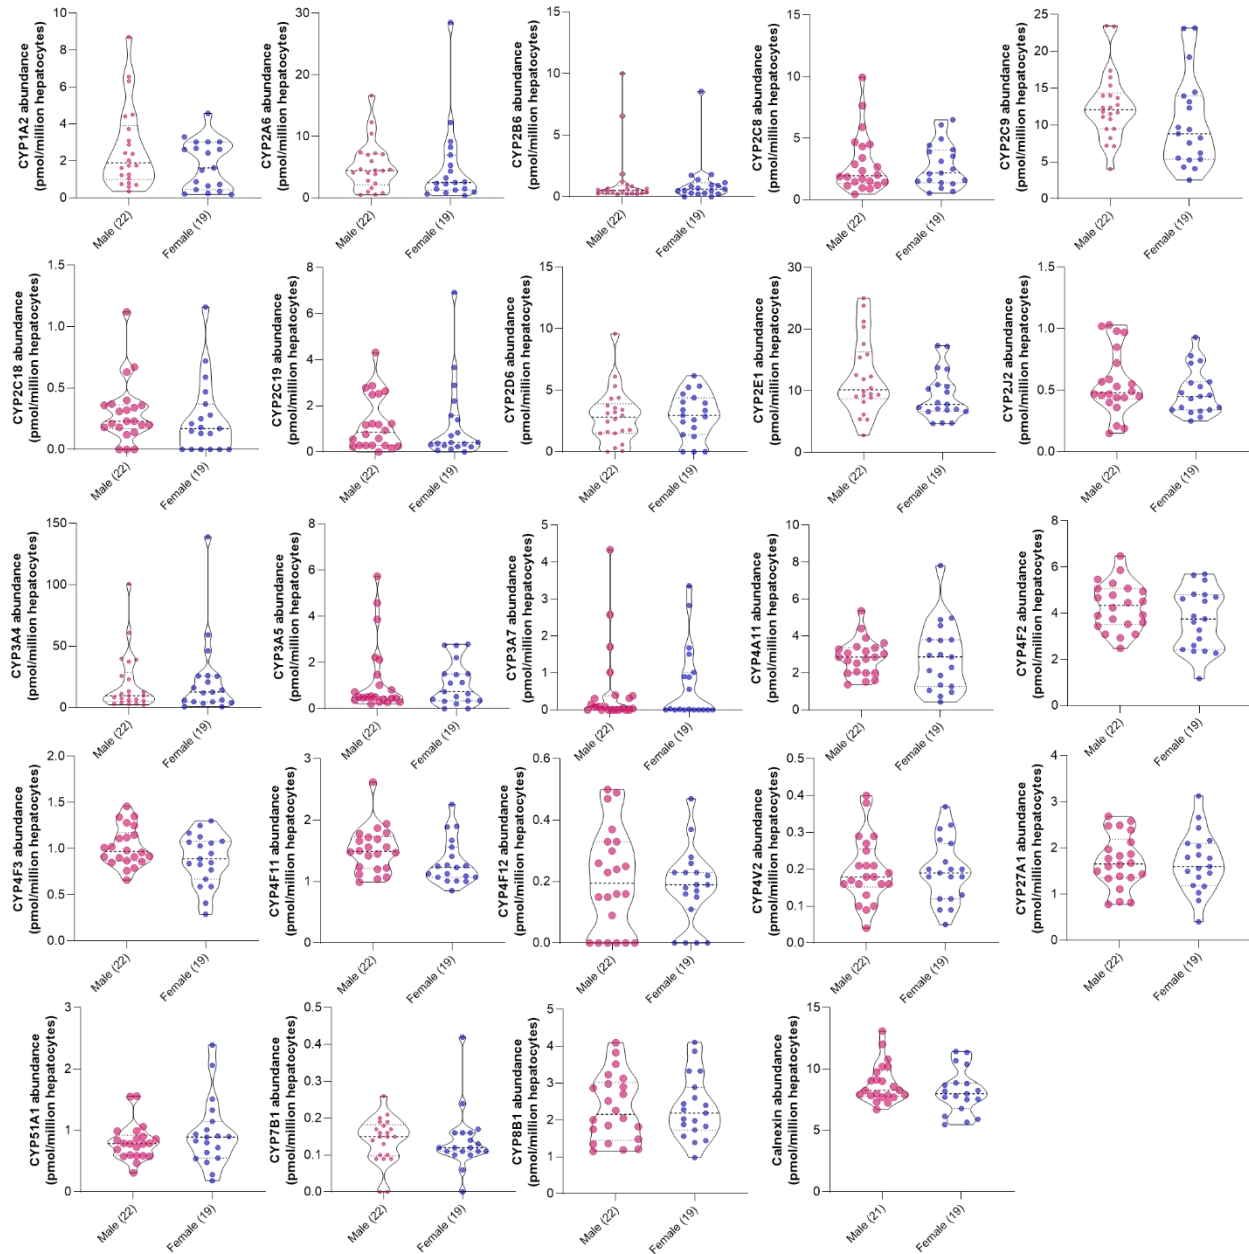 CYP1A2 abundance
(pmol/million hepatocytes)
10
8
6
4
2
0
Male (22)
Female (19)
CYP2A6 abundance
(pmol/million hepatocytes)
30
20
10
0
Male (22)
Female (19)
CYP2B6 abundance
(pmol/million hepatocytes)
15
10
5
0
Male (22)
Female (19)
CYP2C8 abundance
(pmol/million hepatocytes)
15
10
5
0
Male (22)
Female (19)
CYP2C9 abundance
(pmol/million hepatocytes)
25
20
15
10
5
0
Male (22)
Female (19)
CYP2C18 abundance
(pmol/million hepatocytes)
1.5
1.0
0.5
0.0
Male (22)
Female (19)
CYP2C19 abundance
(pmol/million hepatocytes)
8
6
4
2
0
Male (22)
Female (19)
CYP2D6 abundance
(pmol/million hepatocytes)
15
10
5
0
Male (22)
Female (19)
CYP2E1 abundance
(pmol/million hepatocytes)
30
20
10
0
Male (22)
Female (19)
CYP2J2 abundance
(pmol/million hepatocytes)
1.5
1.0
0.5
0.0
Male (22)
Female (19)
CYP3A4 abundance
(pmol/million hepatocytes)
150
100
50
0
Male (22)
Female (19)
CYP3A5 abundance
(pmol/million hepatocytes)
8
6
4
2
0
Male (22)
Female (19)
CYP3A7 abundance
(pmol/million hepatocytes)
5
4
3
2
1
0
Male (22)
Female (19)
CYP4A11 abundance
(pmol/million hepatocytes)
10
8
6
4
2
0
Male (22)
Female (19)
CYP4F2 abundance
(pmol/million hepatocytes)
8
6
4
2
0
Male (22)
Female (19)
CYP4F3 abundance
(pmol/million hepatocytes)
2.0
1.5
1.0
0.5
0.0
Male (22)
Female (19)
CYP4F11 abundance
(pmol/million hepatocytes)
3
2
1
0
Male (22)
Female (19)
CYP4F12 abundance
(pmol/million hepatocytes)
0.6
0.4
0.2
0.0
Male (22)
Female (19)
CYP4V2 abundance
(pmol/million hepatocytes)
0.5
0.4
0.3
0.2
0.1
0.0
Male (22)
Female (19)
CYP27A1 abundance
(pmol/million hepatocytes)
4
3
2
1
0
Male (22)
Female (19)
CYP51A1 abundance
(pmol/million hepatocytes)
3
2
1
0
Male (22)
Female (19)
CYP7B1 abundance
(pmol/million hepatocytes)
0.5
0.4
0.3
0.2
0.1
0.0
Male (22)
Female (19)
CYP8B1 abundance
(pmol/million hepatocytes)
5
4
3
2
1
0
Male (22)
Female (19)
Calnexin abundance
(pmol/million hepatocytes)
15
10
5
0
Male (21)
Female (19)